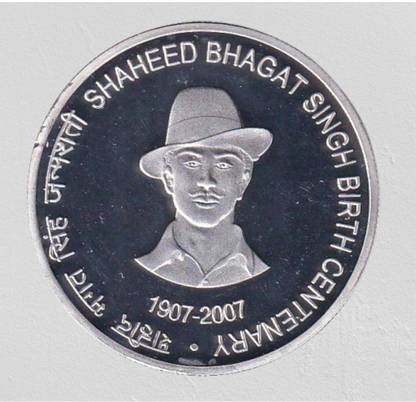 शहीद भगत सिंह जन्मशती
SHAHEED BHAGAT SINGH BIRTH CENTENARY
1907-2007